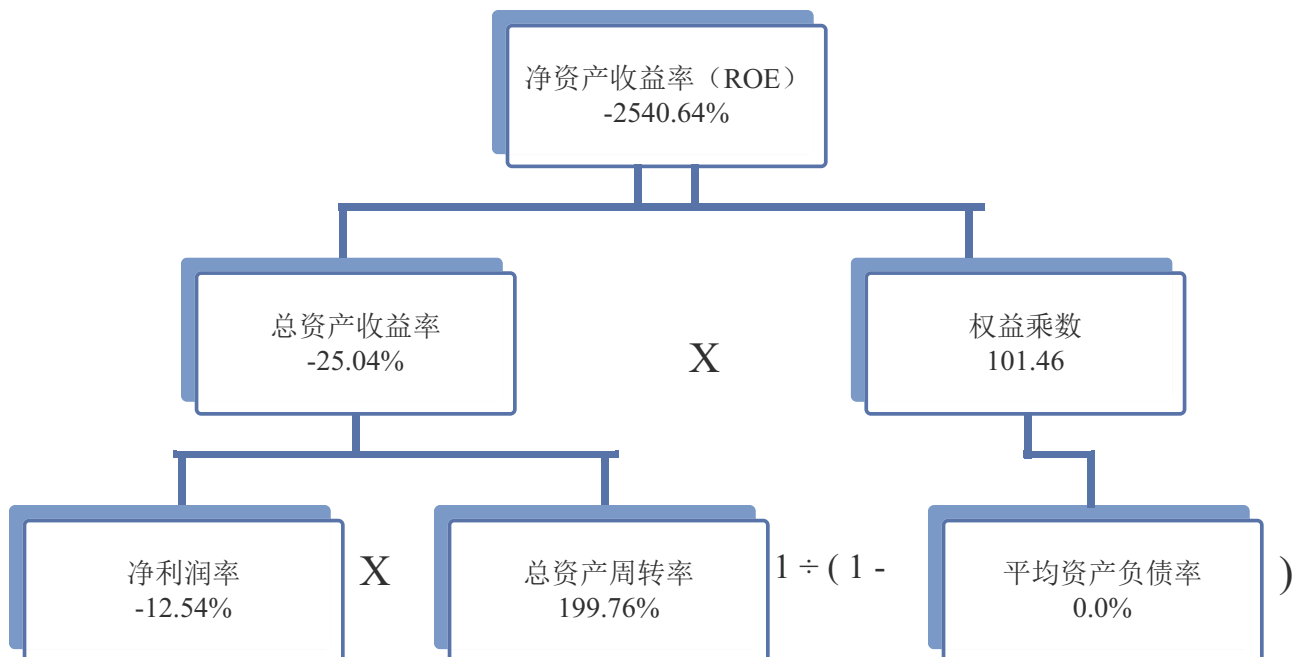 净资产收益率（ROE）
-2540.64%
总资产收益率
-25.04%
X
权益乘数
101.46
净利润率
-12.54%
X
总资产周转率
199.76%
1 ÷ ( 1 -
平均资产负债率
0.0%
)